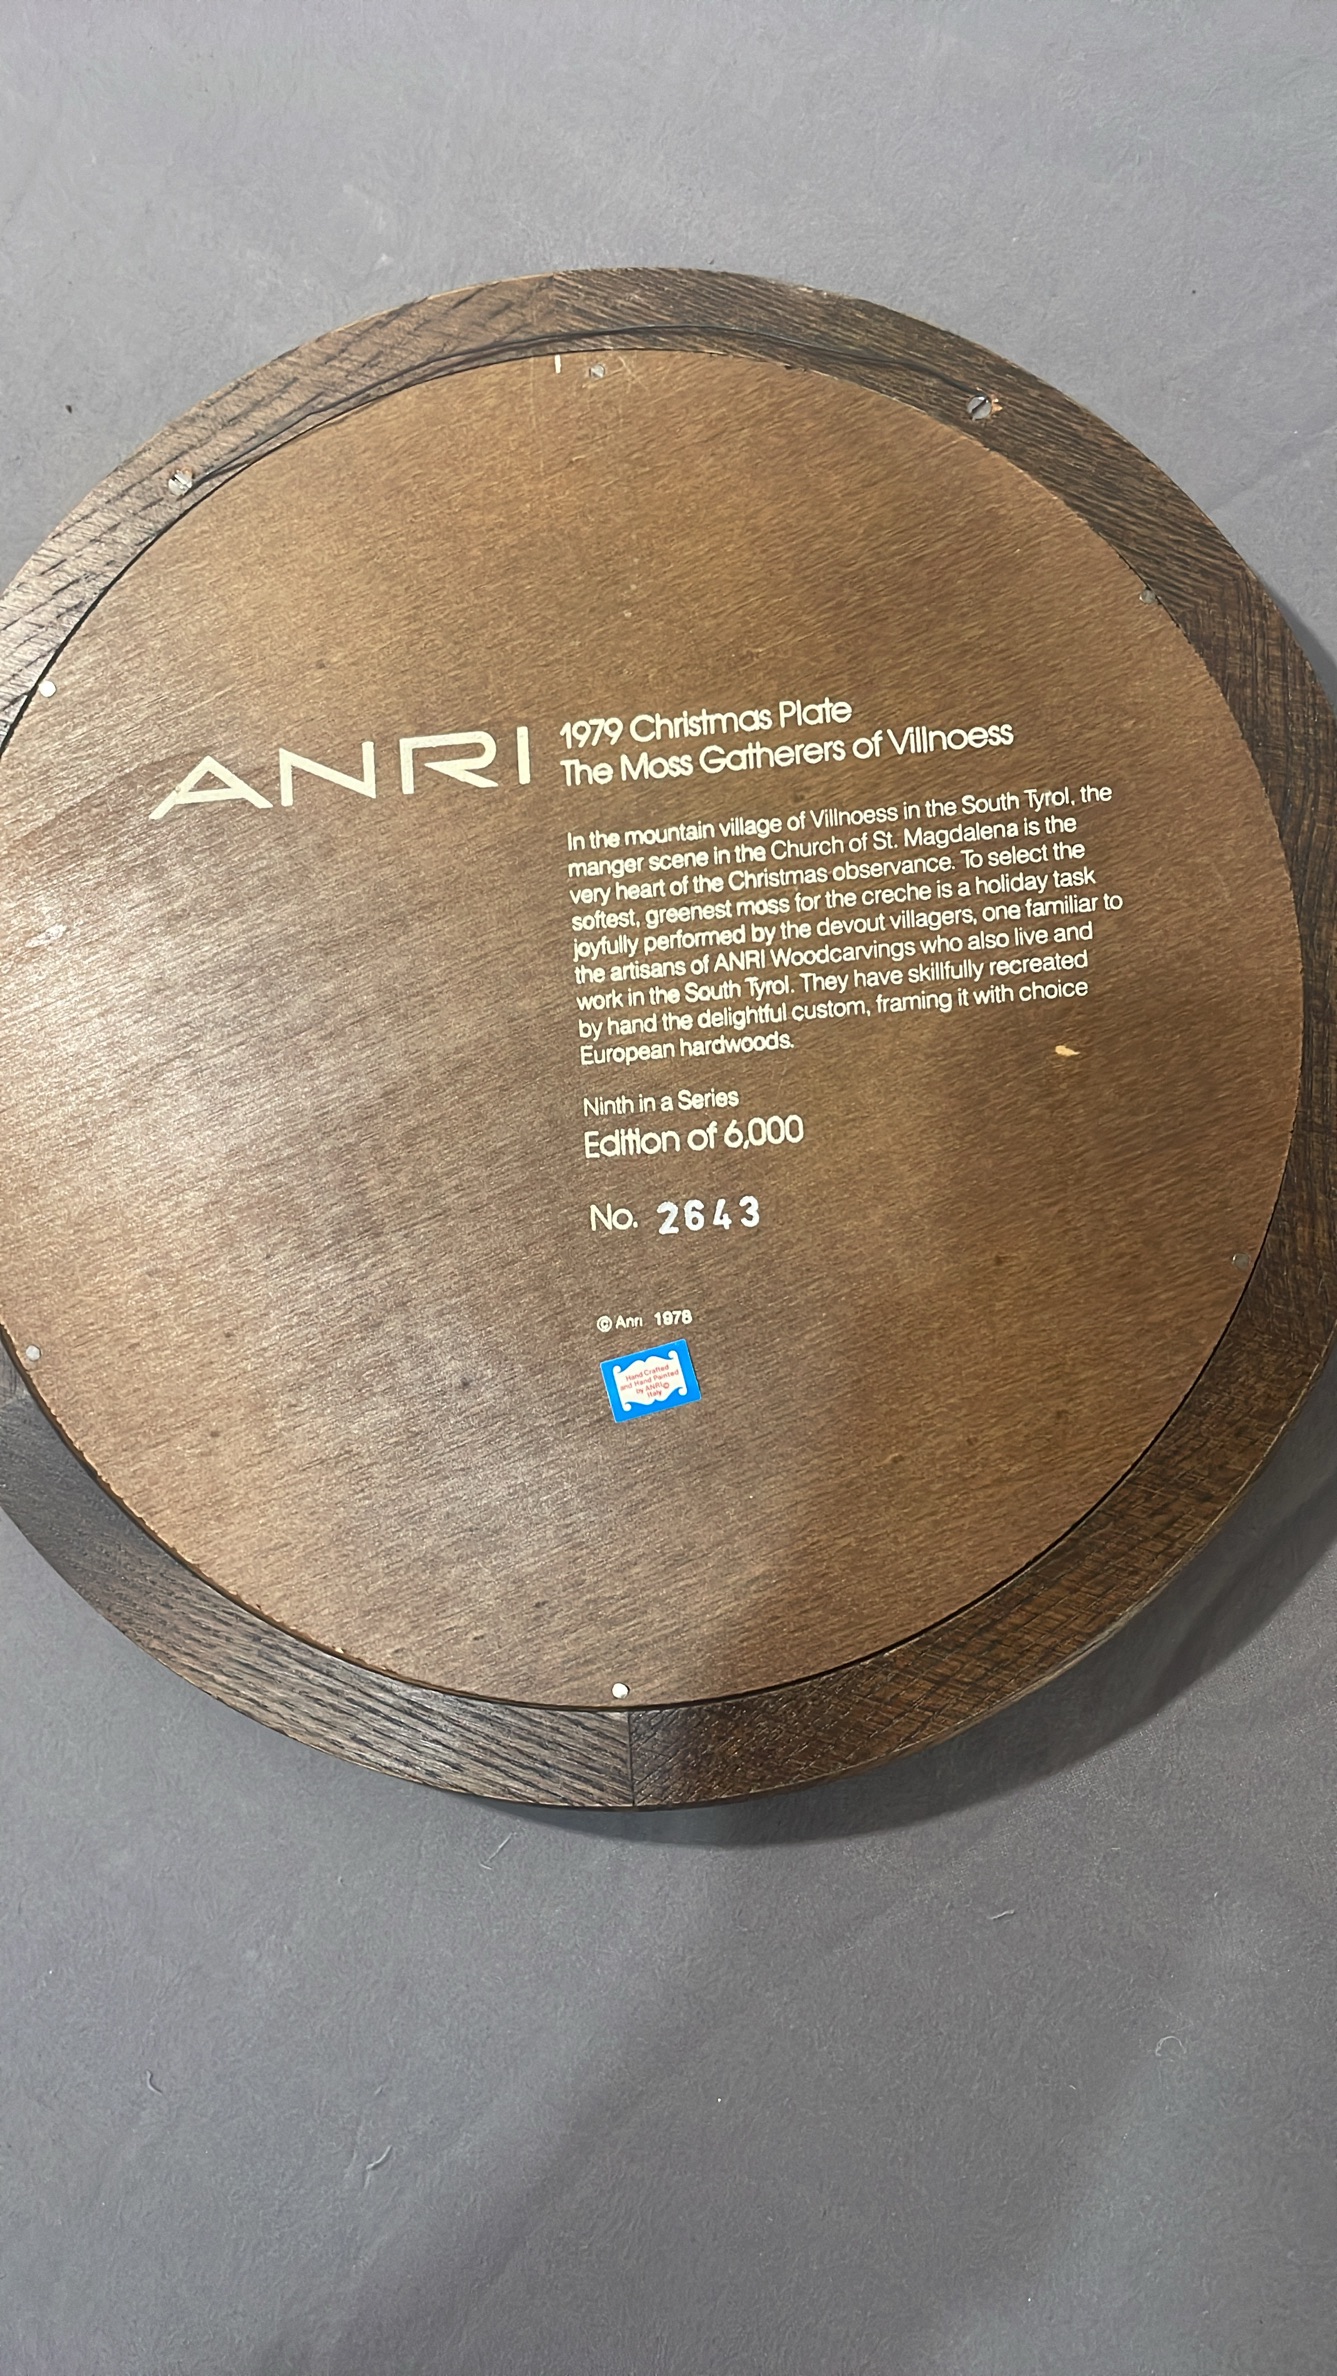 ANRI
1979 Christmas Plate
The Moss Gatherers of Villnoess
In the mountain village of Villnoess in the South Tyrol, the
manger scene in the Church of St. Magdalena is the
very heart of the Christmas observance. To select the
softest, greenest moss for the creche is a holiday task
joyfully performed by the devout villagers, one familiar to
the artisans of ANRI Woodcarvings who also live and
work in the South Tyrol. They have skillfully recreated
by hand the delightful custom, framing it with choice
European hardwoods.
Ninth in a Series
Edition of 6,000
No. 2643
© Anri 1978
Hand Crafted
and Hand Painted
by ANRI©
Italy